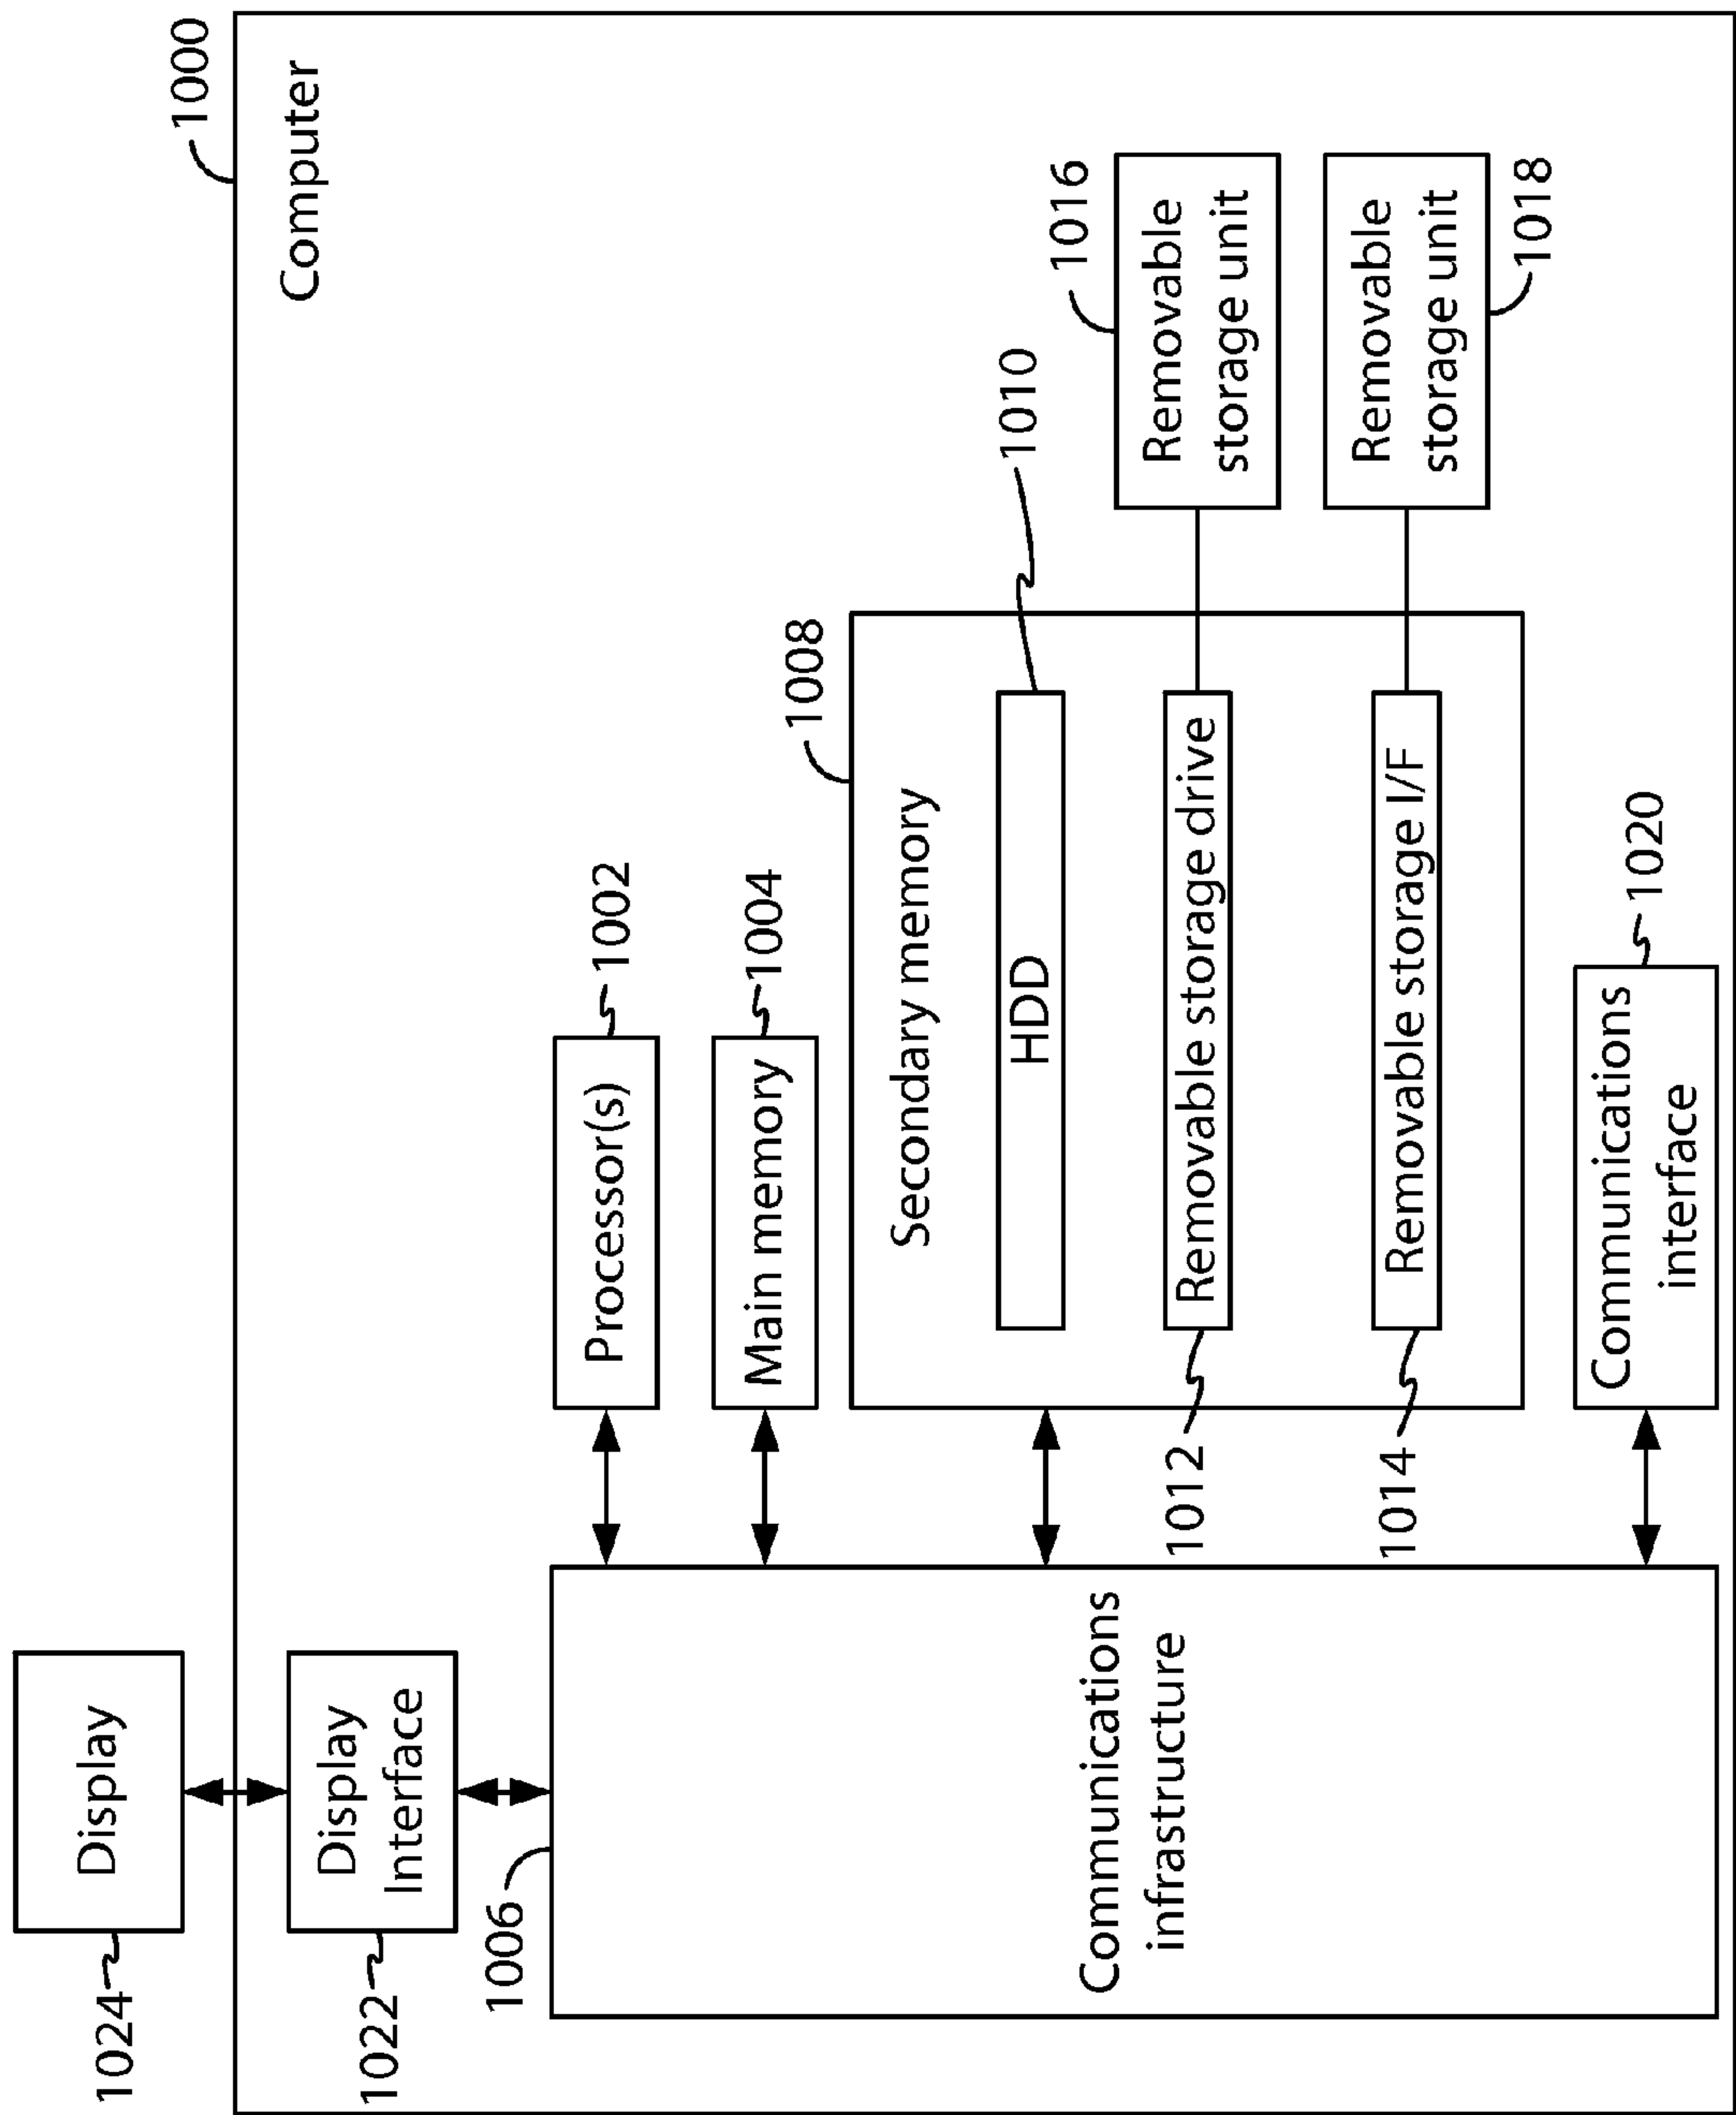 1024
Display
1000
Computer
1022
Display
Interface
1006
Communications
infrastructure
Processor(s)
1002
Main memory
1004
1008
Secondary memory
HDD
1010
1012
Removable storage drive
1016
Removable
storage unit
1014
Removable storage I/F
Removable
storage unit
1018
Communications
interface
1020